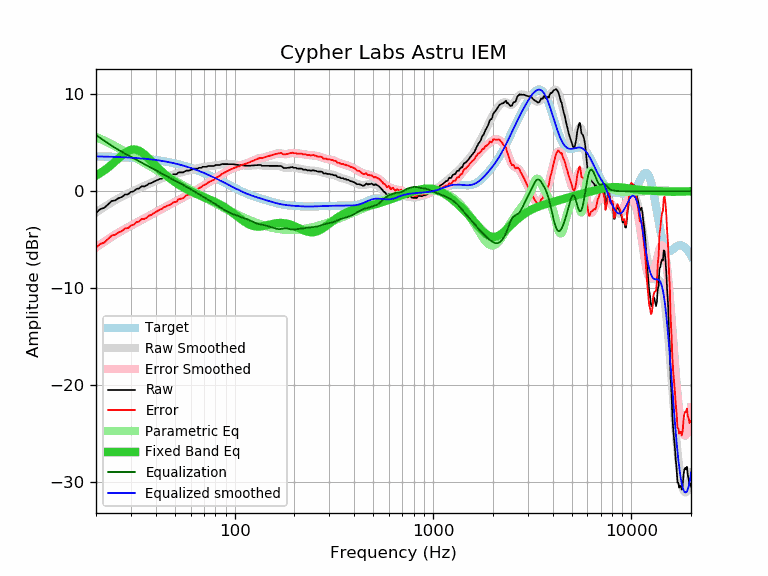 Cypher Labs Astru IEM
10
0
−10
−20
−30
Amplitude (dBr)
Target
Raw Smoothed
Error Smoothed
Raw
Error
Parametric Eq
Fixed Band Eq
Equalization
Equalized smoothed
100
1000
10000
Frequency (Hz)